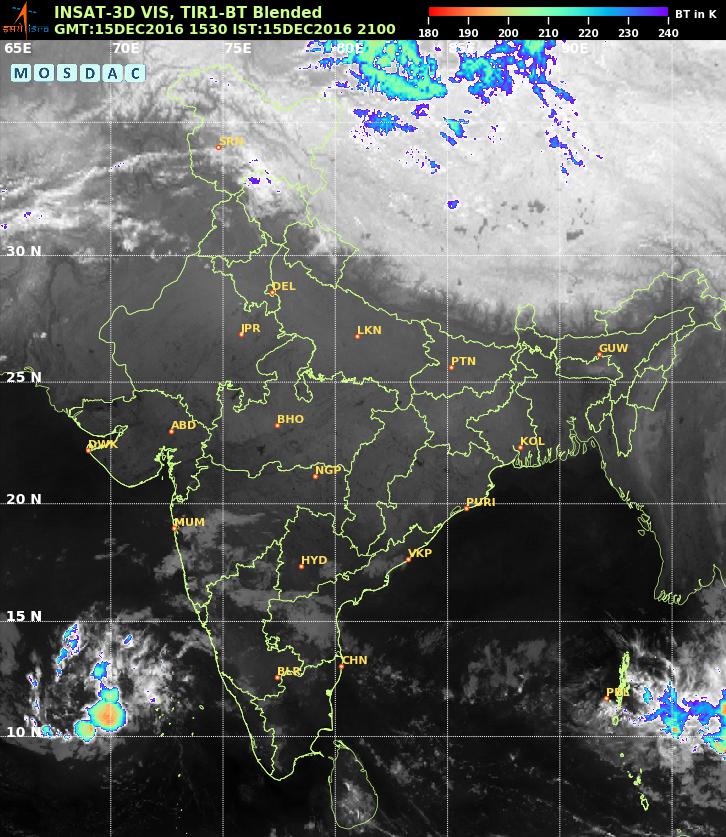 INSAT-3D VIS, TIR1-BT Blended
GMT:15DEC2016 1530 IST:15DEC2016 2100
BT in K
180 190 200 210 220 230 240
65E 70E 75E 80E 85E 90E
MOSDAC
SRN
30 N
DEL
JPR LKN
GUW
PTN
25 N
ABD BHO
DWK KOL
NGP
20 N PURI
MUM
VKP
HYD
15 N
CHN
BLR
PBL
10 N